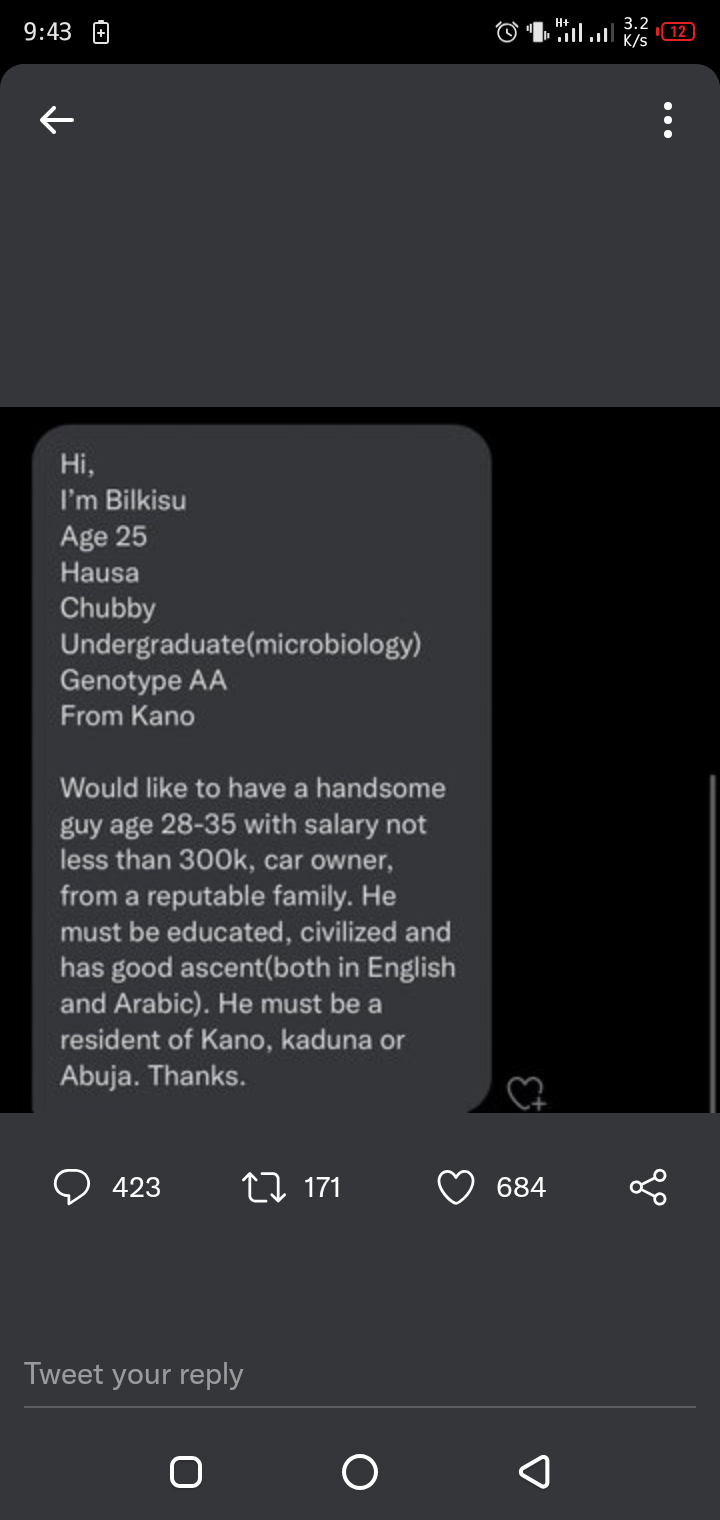 9:43
H+
3.2
K/s
12
Hi,
I'm Bilkisu
Age 25
Hausa
Chubby
Undergraduate(microbiology)
Genotype AA
From Kano
Would like to have a handsome
guy age 28-35 with salary not
less than 300k, car owner,
from a reputable family. He
must be educated, civilized and
has good ascent(both in English
and Arabic). He must be a
resident of Kano, kaduna or
Abuja. Thanks.
423
171
684
Tweet your reply